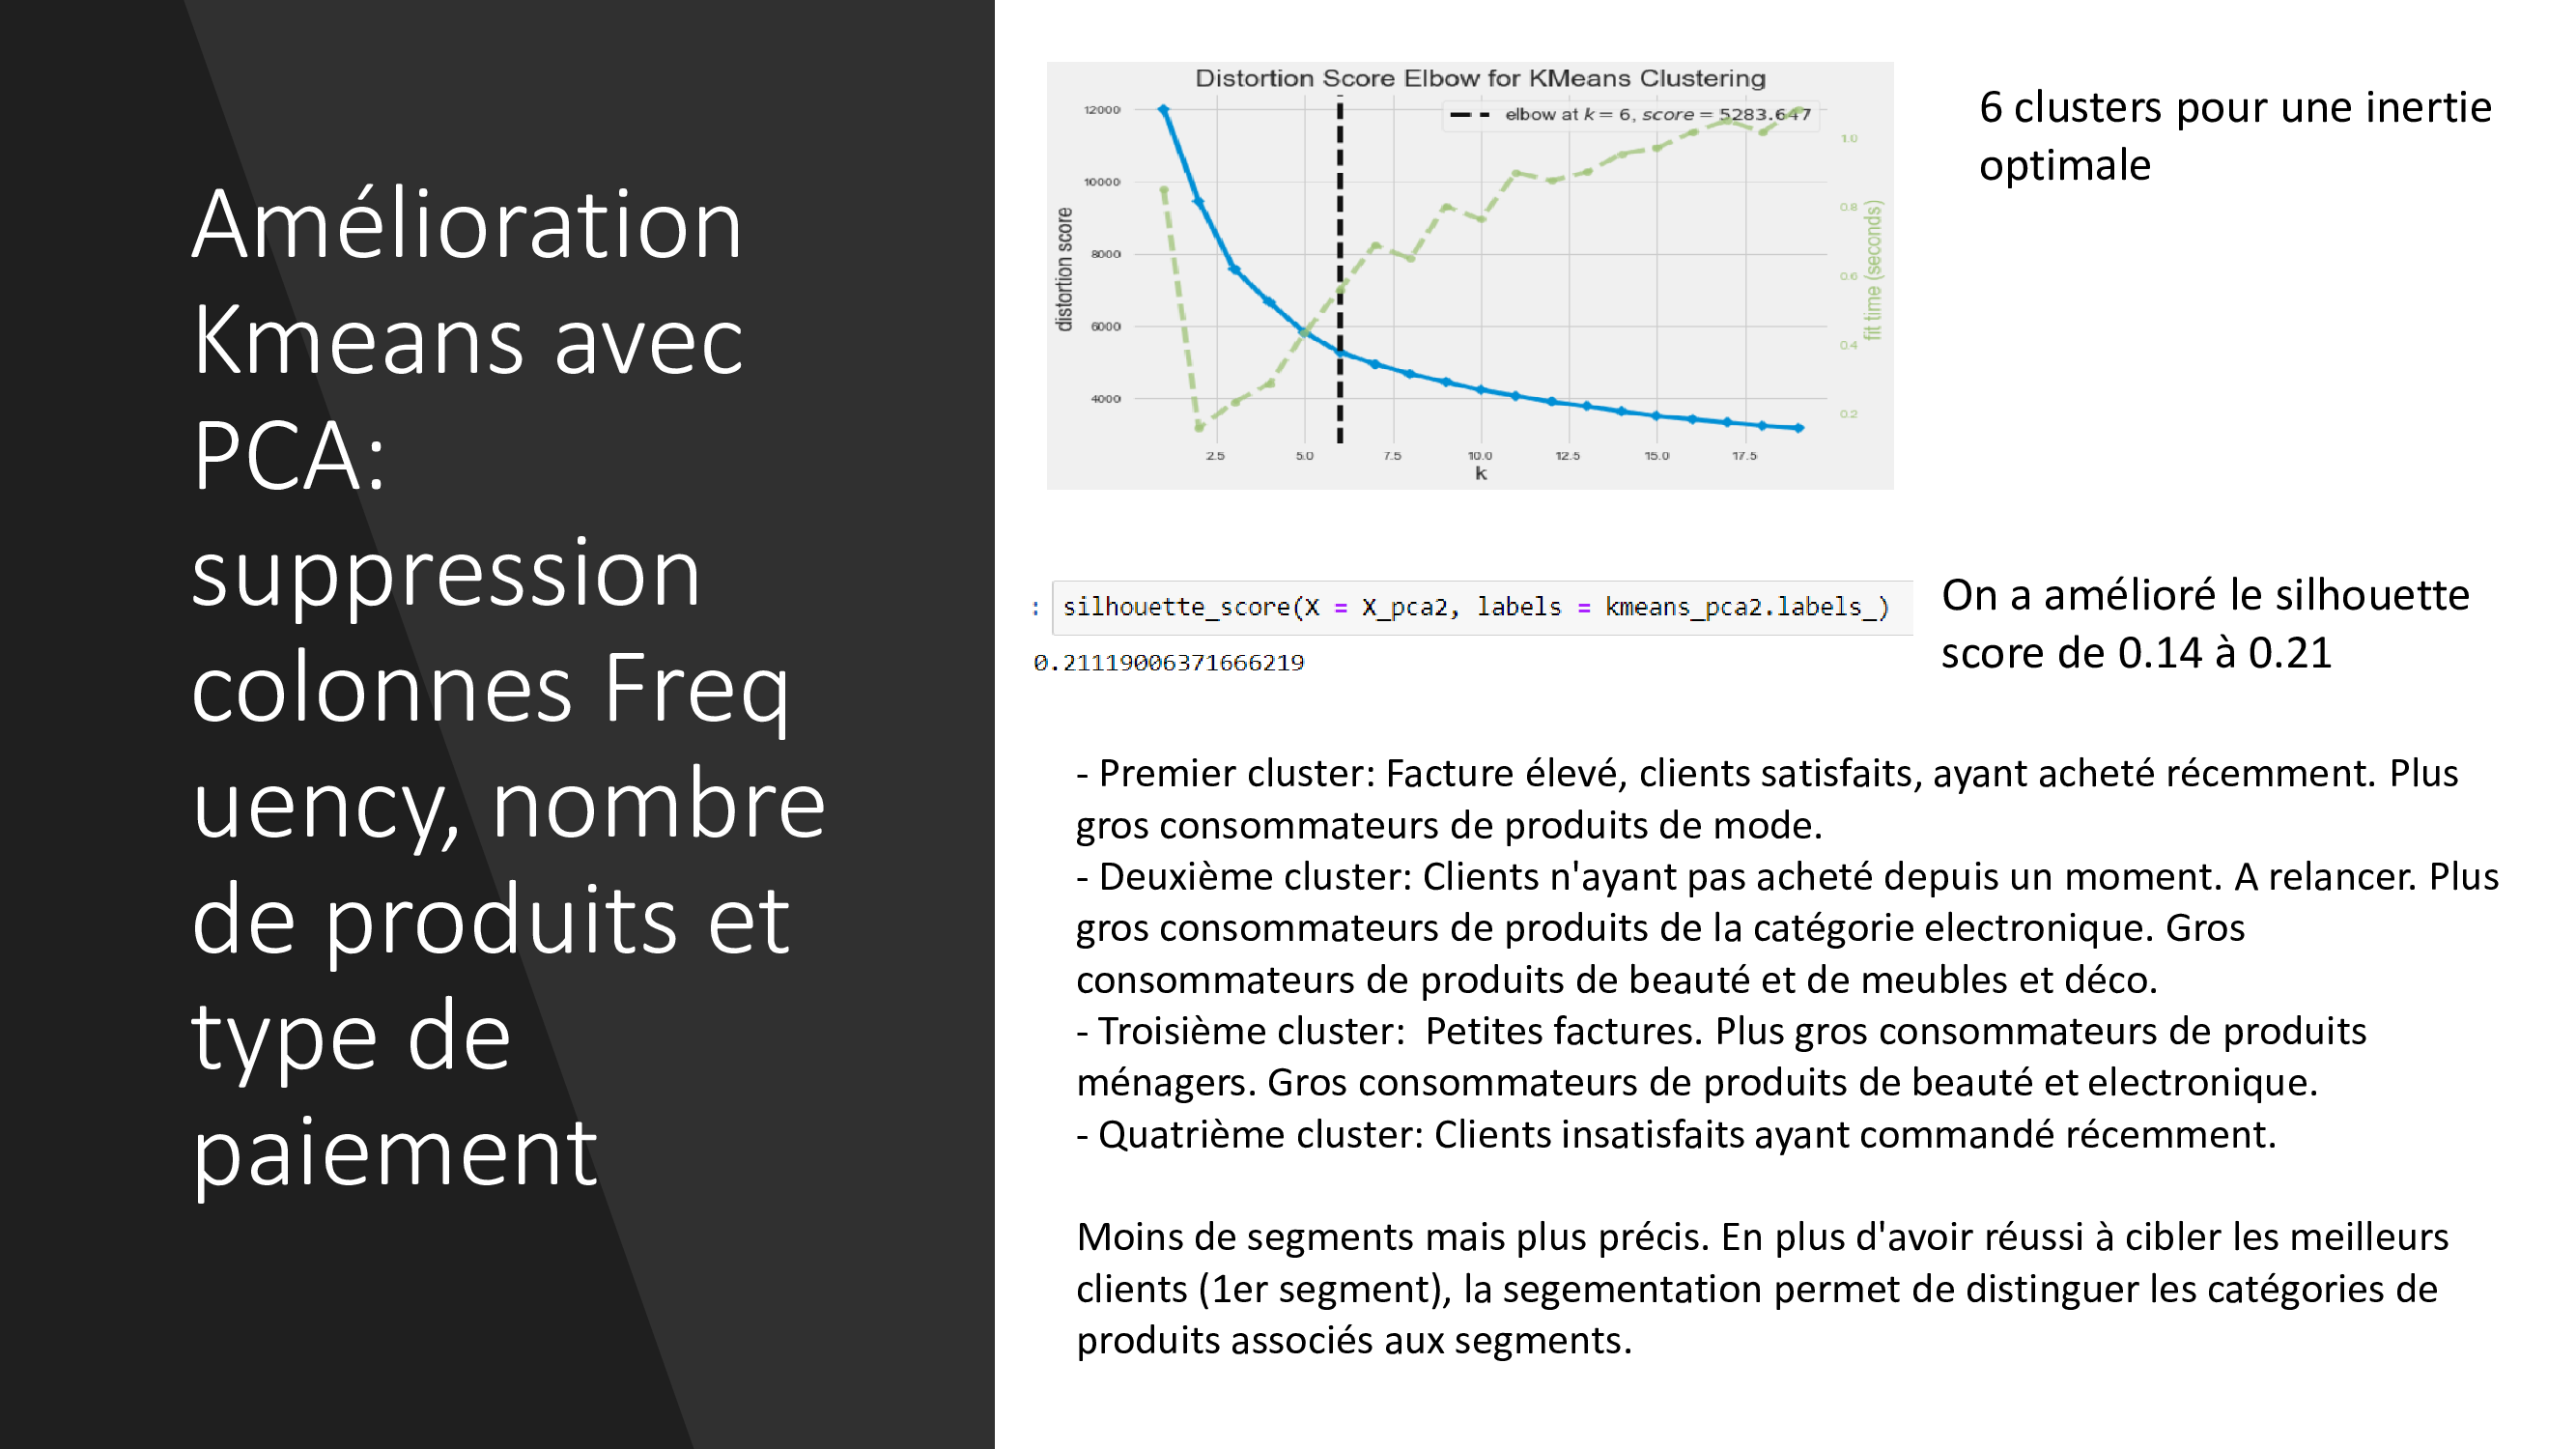 Amélioration
Kmeans avec
PCA:
suppression
colonnes Freq
uency, nombre
de produits et
type de
paiement
Distortion Score Elbow for KMeans Clustering
elbow at k = 6, score = 5283.647
12000
10000
8000
6000
4000
distortion score
1.0
0.8
0.6
0.4
0.2
fit time (seconds)
2.5 5.0 7.5 10.0 12.5 15.0 17.5
k
6 clusters pour une inertie
optimale
: silhouette_score(X = X_pca2, labels = kmeans_pca2.labels_)
0.21119006371666219
On a amélioré le silhouette
score de 0.14 à 0.21
- Premier cluster: Facture élevé, clients satisfaits, ayant acheté récemment. Plus
gros consommateurs de produits de mode.
- Deuxième cluster: Clients n'ayant pas acheté depuis un moment. A relancer. Plus
gros consommateurs de produits de la catégorie electronique. Gros
consommateurs de produits de beauté et de meubles et déco.
- Troisième cluster:  Petites factures. Plus gros consommateurs de produits
ménagers. Gros consommateurs de produits de beauté et electronique.
- Quatrième cluster: Clients insatisfaits ayant commandé récemment.
Moins de segments mais plus précis. En plus d'avoir réussi à cibler les meilleurs
clients (1er segment), la segementation permet de distinguer les catégories de
produits associés aux segments.